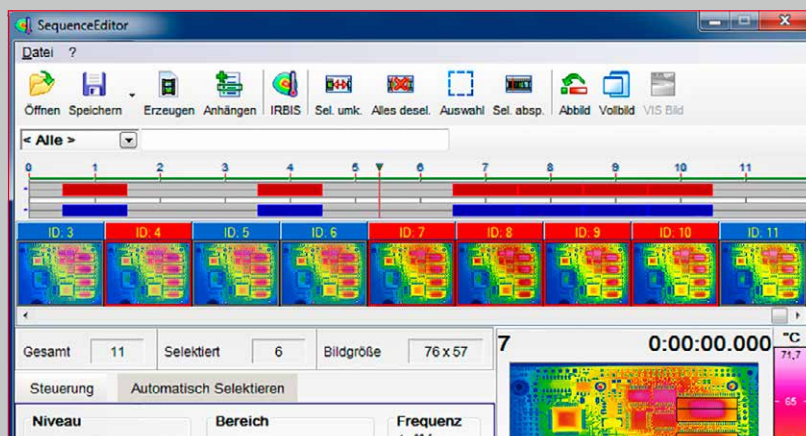 SequenceEditor
Datei ?
Öffnen Speichern Erzeugen Anhängen IRBIS Sel. umk. Alles desel. Auswahl Sel. absp. Abbild Vollbild VIS Bild
< Alle >
0 1 2 3 4 5 6 7 8 9 10 11
ID: 3 ID: 4 ID: 5 ID: 6 ID: 7 ID: 8 ID: 9 ID: 10 ID: 11
Gesamt 11 Selektiert 6 Bildgröße 76 x 57
7 0:00:00.000 °C
71,7
Steuerung Automatisch Selektieren
65
Niveau Bereich Frequenz